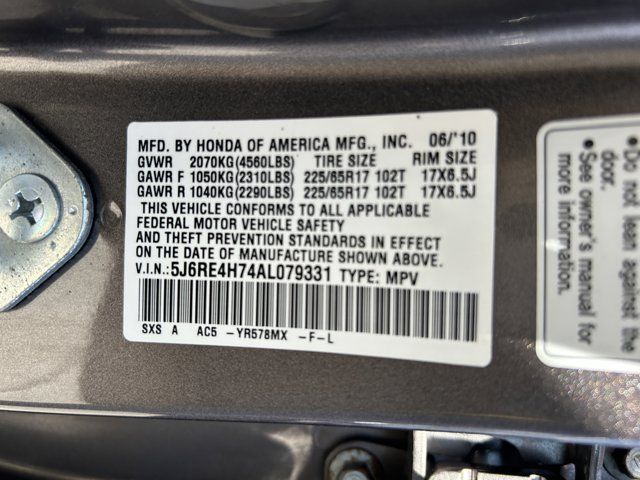 MFD. BY HONDA OF AMERICA MFG., INC. 06/'10
GVWR 2070KG(4560LBS) TIRE SIZE RIM SIZE
GAWR F 1050KG(2310LBS) 225/65R17 102T 17X6.5J
GAWR R 1040KG(2290LBS) 225/65R17 102T 17X6.5J
THIS VEHICLE CONFORMS TO ALL APPLICABLE
FEDERAL MOTOR VEHICLE SAFETY
AND THEFT PREVENTION STANDARDS IN EFFECT
ON THE DATE OF MANUFACTURE SHOWN ABOVE.
V.I.N.:5J6RE4H74AL079331 TYPE: MPV
SXS A AC5 -YR578MX -F-L
• Do not lean
against the
door.
• See owner's
manual for